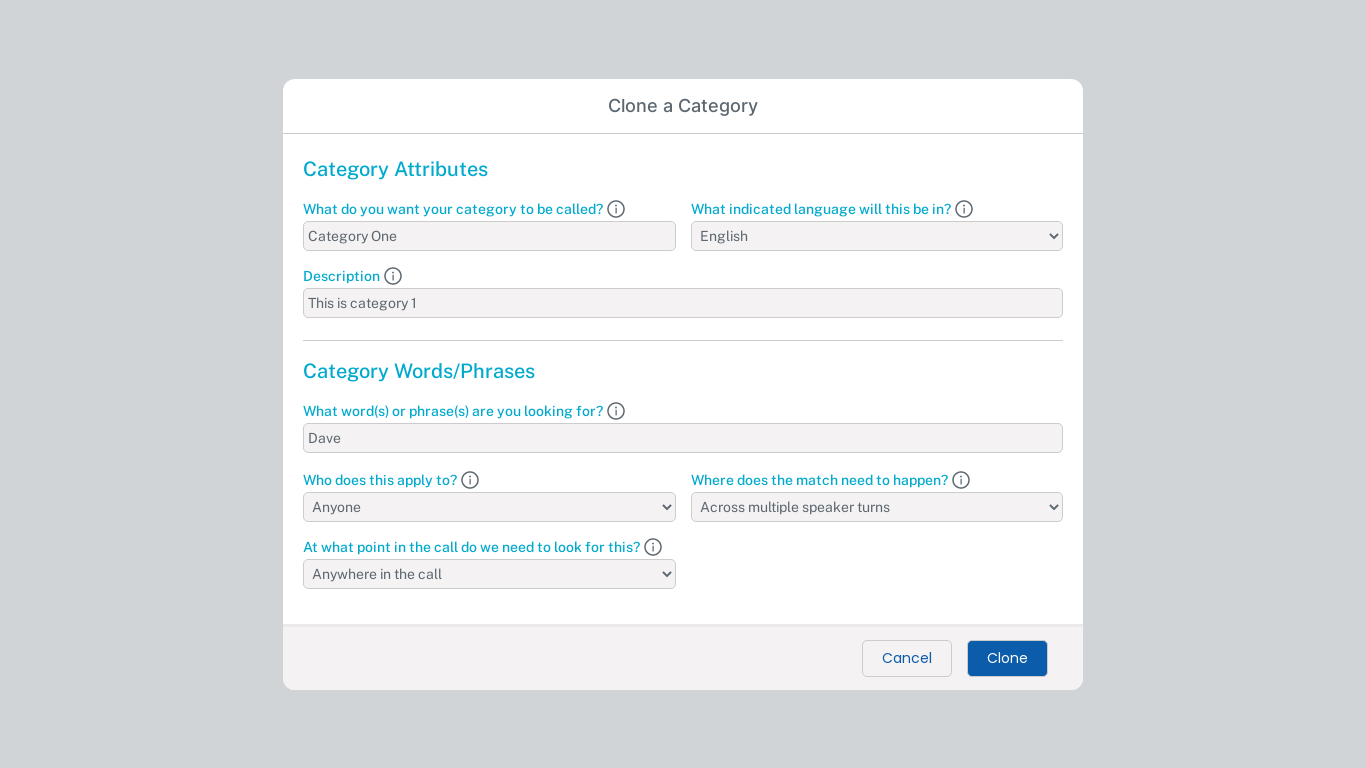 Clone a Category
Category Attributes
What do you want your category to be called?
What indicated language will this be in?
Category One
English
Description
This is category 1
Category Words/Phrases
What word(s) or phrase(s) are you looking for?
Dave
Who does this apply to?
Where does the match need to happen?
Anyone
Across multiple speaker turns
At what point in the call do we need to look for this?
Anywhere in the call
Cancel
Clone